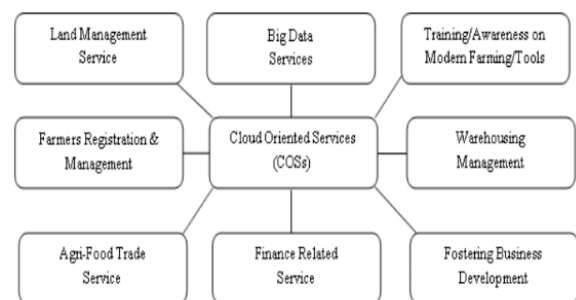 Land Management
Service
Big Data
Services
Training/Awareness on
Modern Farming/Tools
Farmers Registration &
Management
Cloud Oriented Services
(COSs)
Warehousing
Management
Agri-Food Trade
Service
Finance Related
Service
Fostering Business
Development